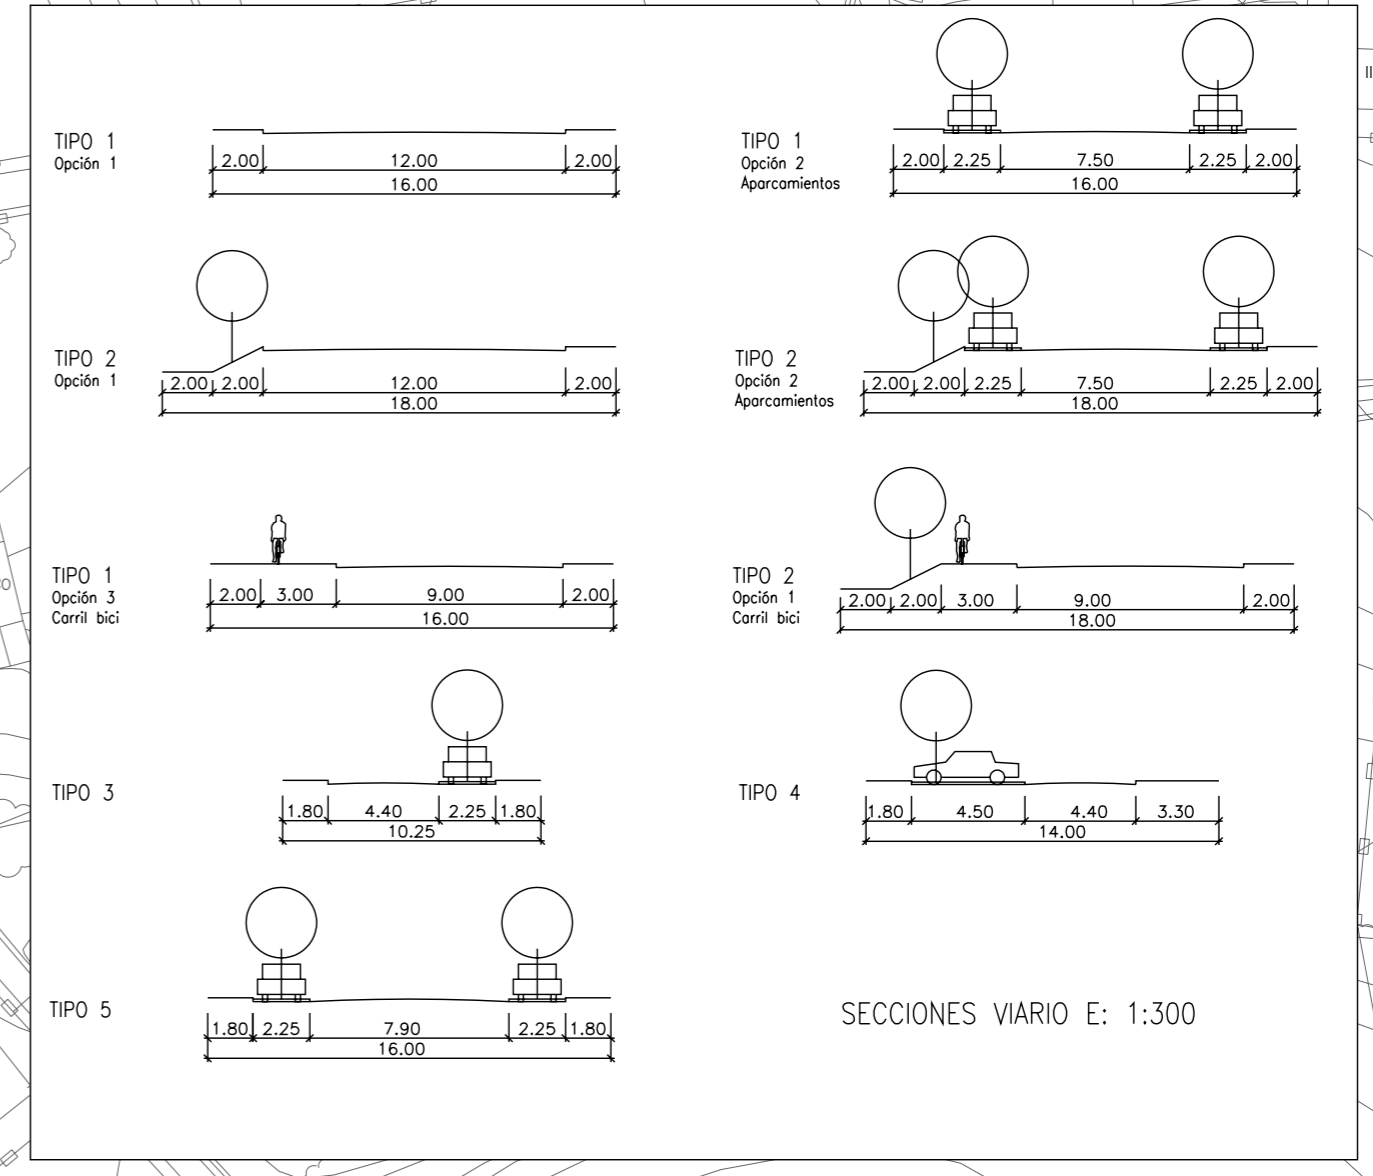 TIPO 1
Opción 1
2.00 12.00 2.00
16.00
TIPO 1
Opción 2
Aparcamientos
2.00 2.25 7.50 2.25 2.00
16.00
TIPO 2
Opción 1
2.00 2.00 12.00 2.00
18.00
TIPO 2
Opción 2
Aparcamientos
2.00 2.00 2.25 7.50 2.25 2.00
18.00
TIPO 1
Opción 3
Carril bici
2.00 3.00 9.00 2.00
16.00
TIPO 2
Opción 1
Carril bici
2.00 2.00 3.00 9.00 2.00
18.00
TIPO 3
1.80 4.40 2.25 1.80
10.25
TIPO 4
1.80 4.50 4.40 3.30
14.00
TIPO 5
1.80 2.25 7.90 2.25 1.80
16.00
SECCIONES VIARIO E: 1:300